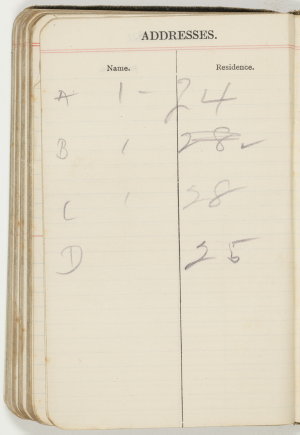 ADDRESSES.
Name. Residence.
A 1 - 24
B 1 28 ✓
C 1 28
D 25